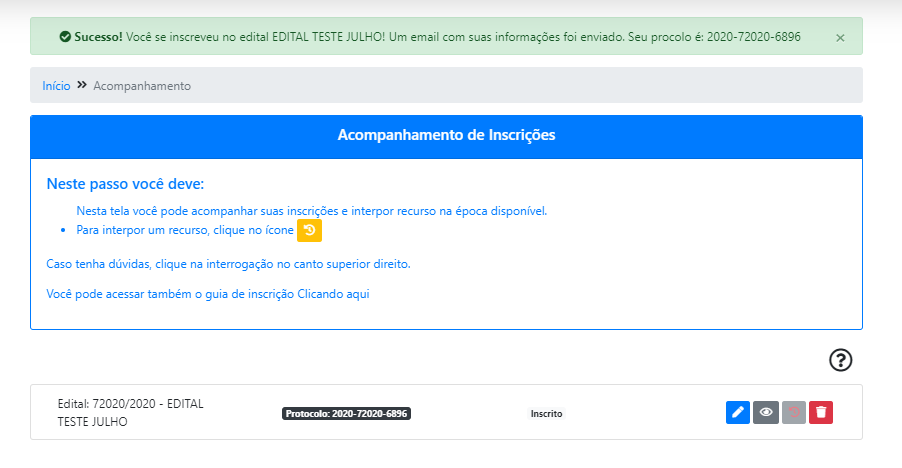 Sucesso! Você se inscreveu no edital EDITAL TESTE JULHO! Um email com suas informações foi enviado. Seu procolo é: 2020-72020-6896 ×
Início » Acompanhamento
Acompanhamento de Inscrições
Neste passo você deve:
Nesta tela você pode acompanhar suas inscrições e interpor recurso na época disponível.
• Para interpor um recurso, clique no ícone
Caso tenha dúvidas, clique na interrogação no canto superior direito.
Você pode acessar também o guia de inscrição Clicando aqui
?
Edital: 72020/2020 - EDITAL
TESTE JULHO
Protocolo: 2020-72020-6896
Inscrito